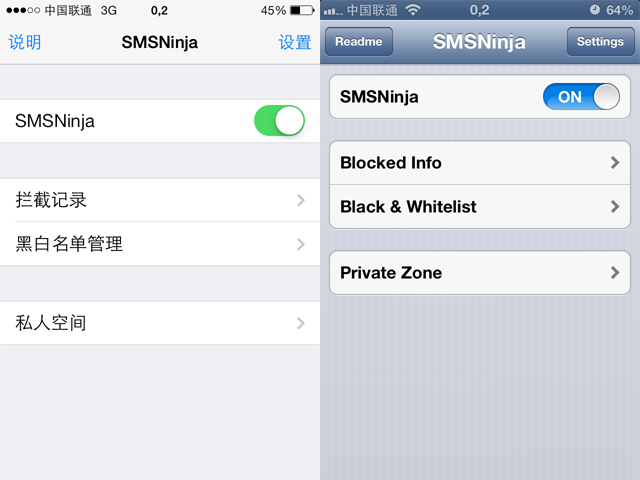 中国联通 3G 0,2 45%
说明 SMSNinja 设置
SMSNinja
拦截记录
黑白名单管理
私人空间
中国联通 0,2 64%
Readme SMSNinja Settings
SMSNinja ON
Blocked Info
Black & Whitelist
Private Zone